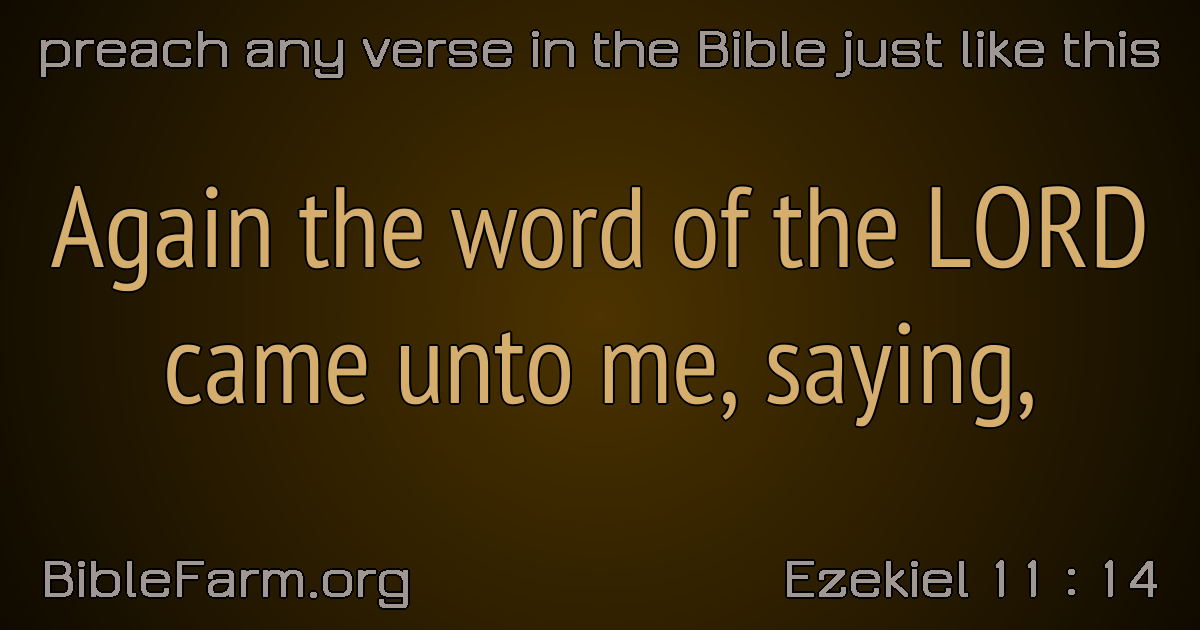 preach any verse in the Bible just like this
Again the word of the LORD
came unto me, saying,
BibleFarm.org
Ezekiel 11 : 14